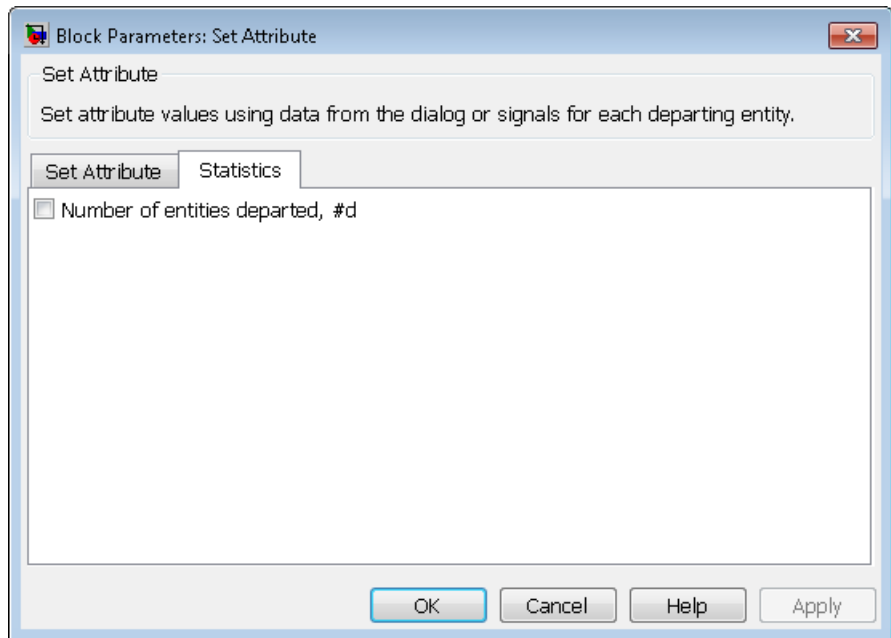 Block Parameters: Set Attribute
Set Attribute
Set attribute values using data from the dialog or signals for each departing entity.
Set Attribute Statistics
Number of entities departed, #d
OK Cancel Help Apply